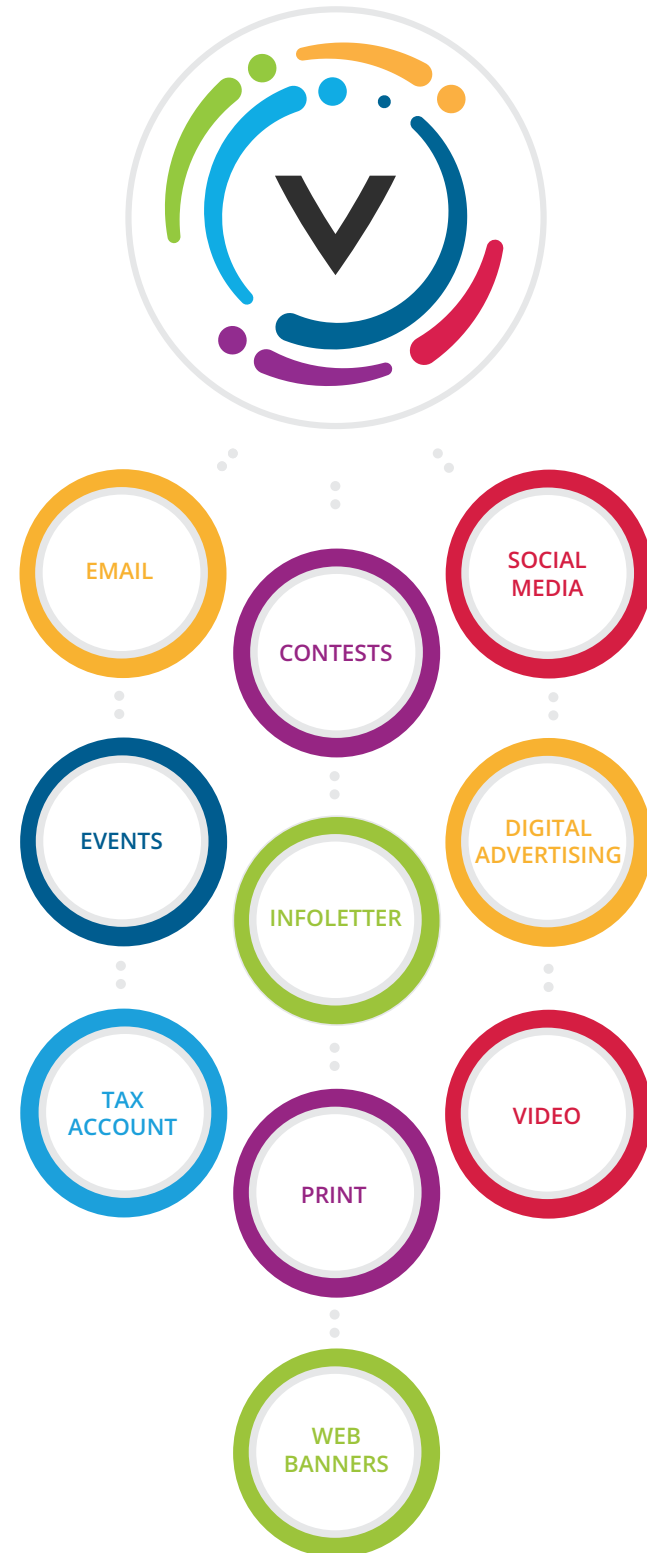 V
EMAIL
SOCIAL
MEDIA
CONTESTS
EVENTS
DIGITAL
ADVERTISING
INFOLETTER
TAX
ACCOUNT
VIDEO
PRINT
WEB
BANNERS